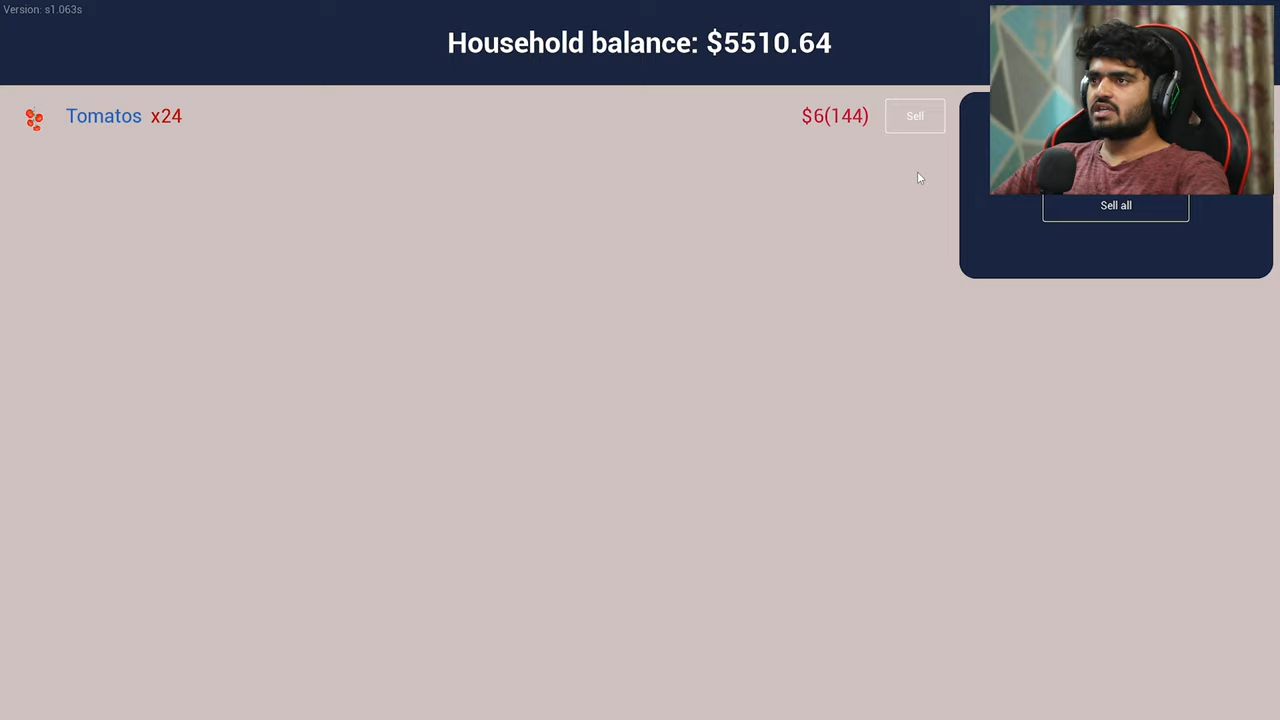 Version: s1.063s
Household balance: $5510.64
Tomatos x24 $6(144) Sell
Sell all